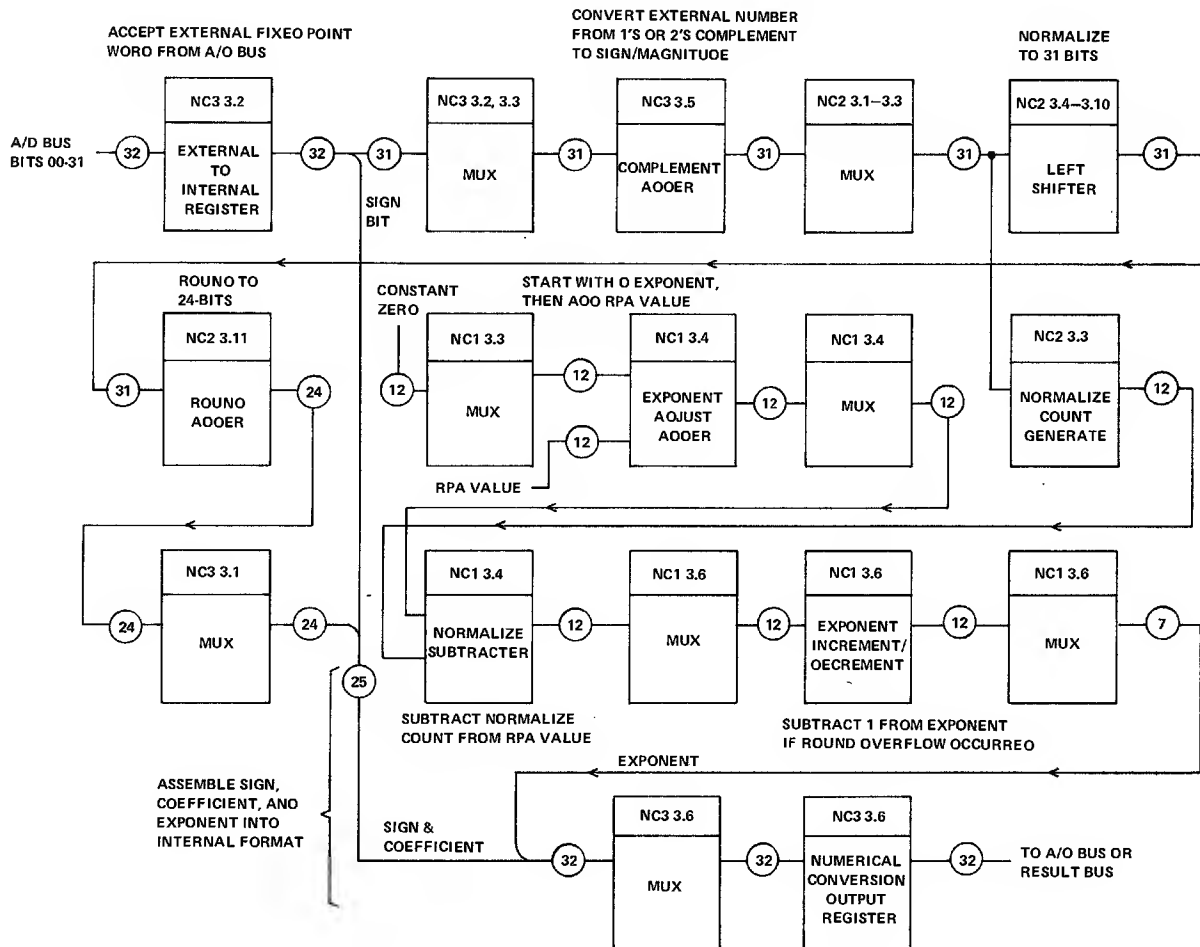 ACCEPT EXTERNAL FIXEO POINT
WORO FROM A/O BUS
CONVERT EXTERNAL NUMBER
FROM 1'S OR 2'S COMPLEMENT
TO SIGN/MAGNITUDE
NORMALIZE
TO 31 BITS
A/D BUS
BITS 00-31
32
NC3 3.2
EXTERNAL
TO
INTERNAL
REGISTER
32
SIGN
BIT
31
NC3 3.2, 3.3
MUX
31
NC3 3.5
COMPLEMENT
AOOER
31
NC2 3.1–3.3
MUX
31
NC2 3.4–3.10
LEFT
SHIFTER
31
ROUNO TO
24-BITS
31
NC2 3.11
ROUNO
AOOER
24
CONSTANT
ZERO
START WITH O EXPONENT,
THEN AOO RPA VALUE
12
NC1 3.3
MUX
12
12
RPA VALUE
NC1 3.4
EXPONENT
AOJUST
AOOER
12
NC1 3.4
MUX
12
NC2 3.3
NORMALIZE
COUNT
GENERATE
12
24
NC3 3.1
MUX
24
25
NC1 3.4
NORMALIZE
SUBTRACTER
12
NC1 3.6
MUX
12
NC1 3.6
EXPONENT
INCREMENT/
OECREMENT
12
NC1 3.6
MUX
7
SUBTRACT NORMALIZE
COUNT FROM RPA VALUE
SUBTRACT 1 FROM EXPONENT
IF ROUND OVERFLOW OCCURREO
EXPONENT
ASSEMBLE SIGN,
COEFFICIENT, AND
EXPONENT INTO
INTERNAL FORMAT
SIGN &
COEFFICIENT
32
NC3 3.6
MUX
32
NC3 3.6
NUMERICAL
CONVERSION
OUTPUT
REGISTER
32
TO A/O BUS OR
RESULT BUS